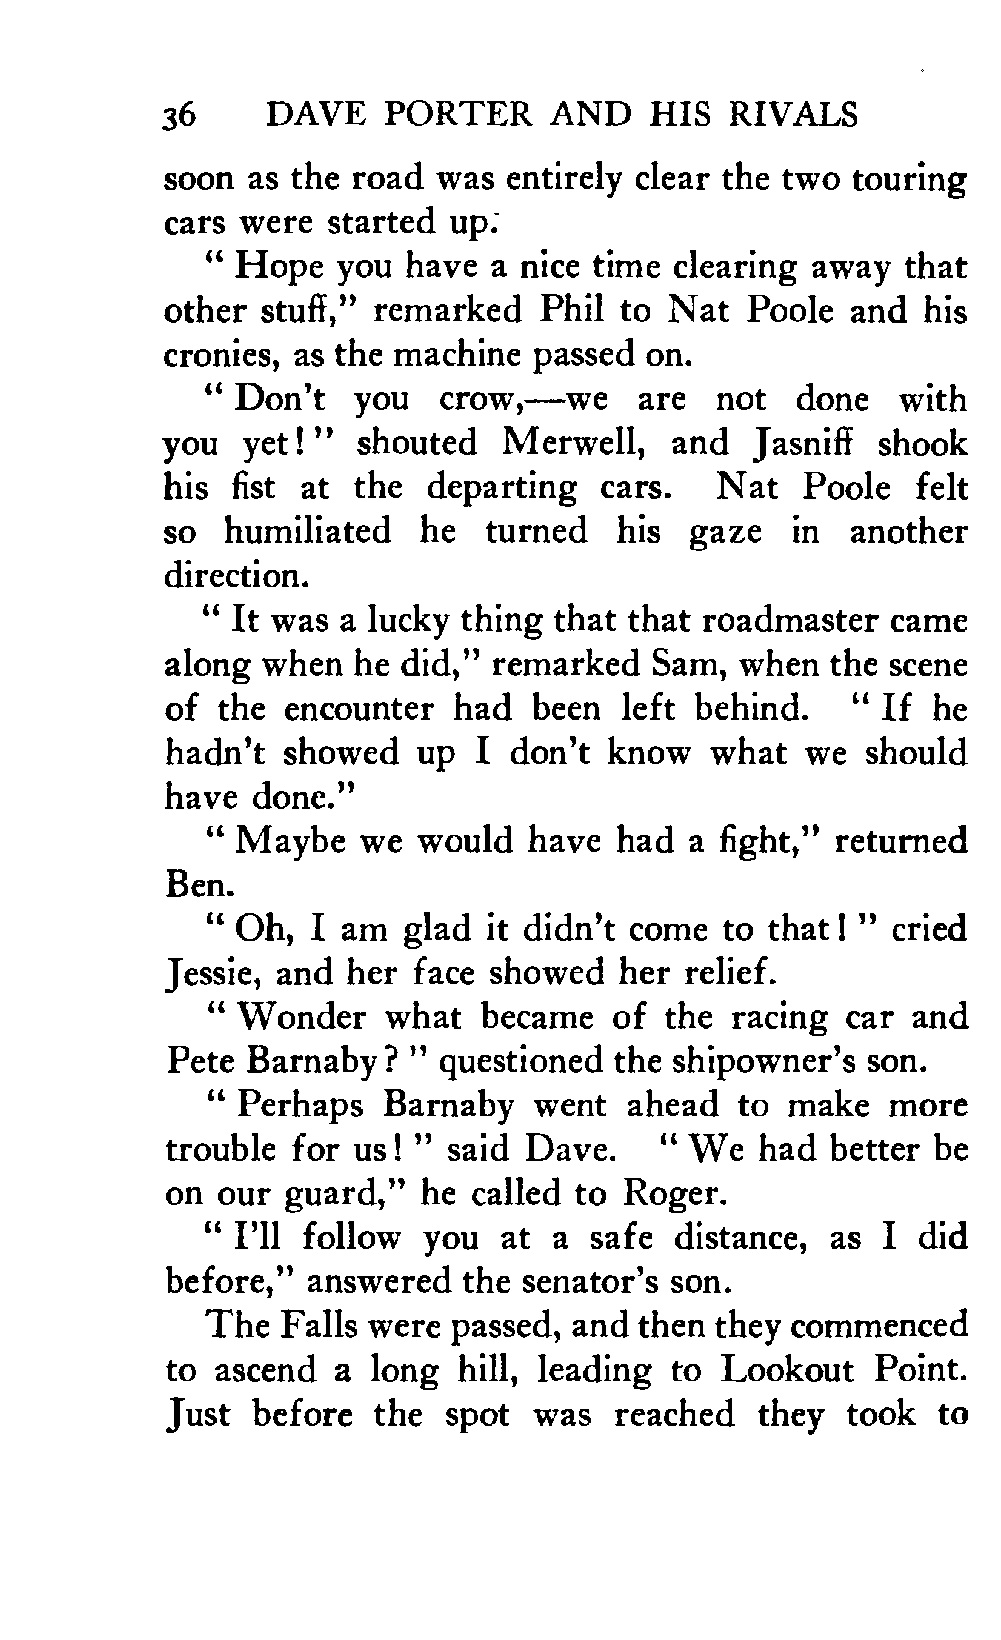 36 DAVE PORTER AND HIS RIVALS
soon as the road was entirely clear the two touring
cars were started up.
“ Hope you have a nice time clearing away that
other stuff,” remarked Phil to Nat Poole and his
cronies, as the machine passed on.
“ Don’t you crow,—we are not done with
you yet! ” shouted Merwell, and Jasniff shook
his fist at the departing cars. Nat Poole felt
so humiliated he turned his gaze in another
direction.
“ It was a lucky thing that that roadmaster came
along when he did,” remarked Sam, when the scene
of the encounter had been left behind. “ If he
hadn’t showed up I don’t know what we should
have done.”
“ Maybe we would have had a fight,” returned
Ben.
“ Oh, I am glad it didn’t come to that! ” cried
Jessie, and her face showed her relief.
“ Wonder what became of the racing car and
Pete Barnaby? ” questioned the shipowner’s son.
“ Perhaps Barnaby went ahead to make more
trouble for us! ” said Dave. “ We had better be
on our guard,” he called to Roger.
“ I’ll follow you at a safe distance, as I did
before,” answered the senator’s son.
The Falls were passed, and then they commenced
to ascend a long hill, leading to Lookout Point.
Just before the spot was reached they took to